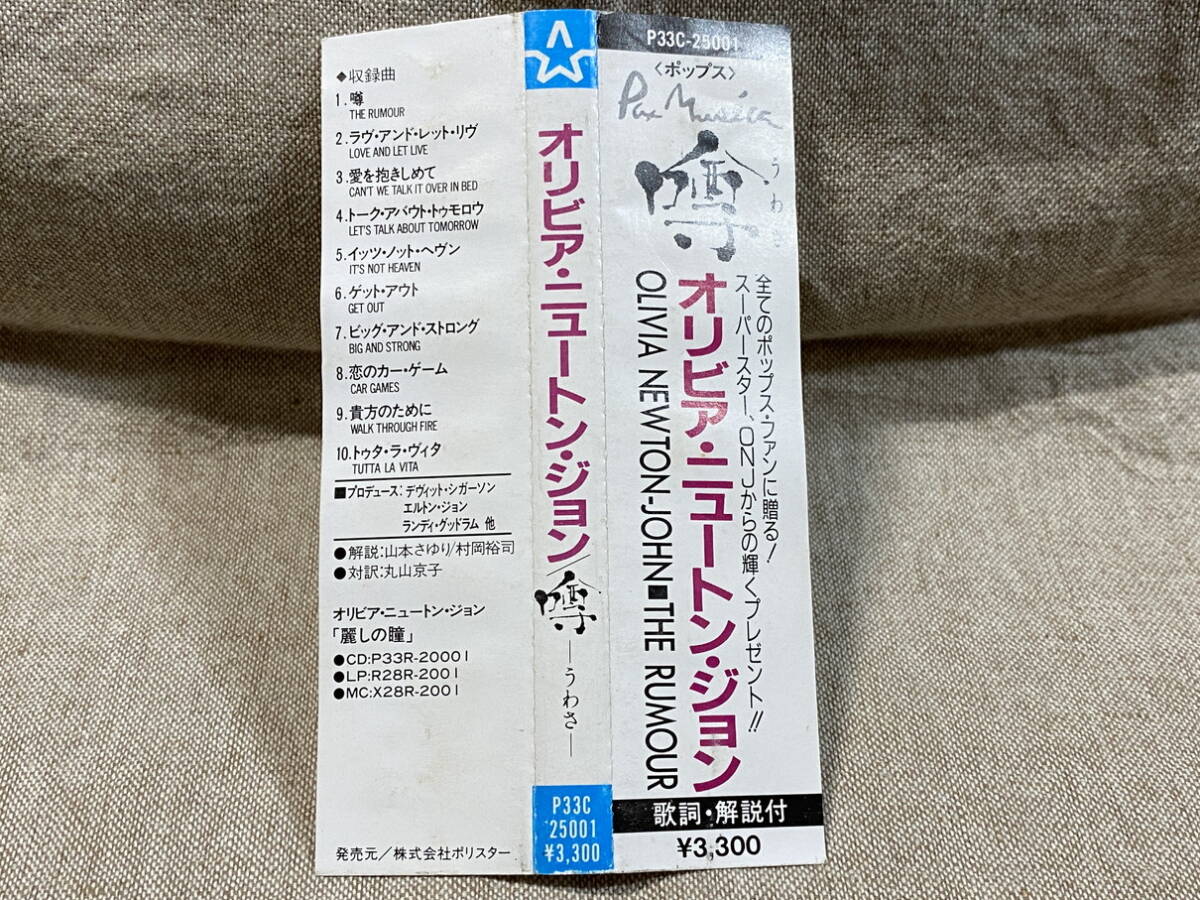 ◆収録曲
1. 噂
THE RUMOUR
2. ラヴ・アンド・レット・リヴ
LOVE AND LET LIVE
3. 愛を抱きしめて
CAN'T WE TALK IT OVER IN BED
4. トーク・アバウト・トゥモロウ
LET'S TALK ABOUT TOMORROW
5. イッツ・ノット・ヘヴン
IT'S NOT HEAVEN
6. ゲット・アウト
GET OUT
7. ビッグ・アンド・ストロング
BIG AND STRONG
8. 恋のカー・ゲーム
CAR GAMES
9. 貴方のために
WALK THROUGH FIRE
10. トゥタ・ラ・ヴィタ
TUTTA LA VITA
■プロデュース:デヴィット・シガーソン
エルトン・ジョン
ランディ・グッドラム 他
●解説:山本さゆり/村岡裕司
●対訳:丸山京子
オリビア・ニュートン・ジョン
「麗しの瞳」
●CD:P33R-20001
●LP:R28R-2001
●MC:X28R-2001
発売元/株式会社ポリスター
オリビア・ニュートン・ジョン/噂
―うわさ―
P33C
25001
¥3,300
P33C-25001
〈ポップス〉
Pax Musica
噂
うわさ
全てのポップス・ファンに贈る!
スーパースター、ONJからの輝くプレゼント!!
オリビア・ニュートン・ジョン
OLIVIA NEWTON-JOHN■THE RUMOUR
歌詞・解説付
¥3,300